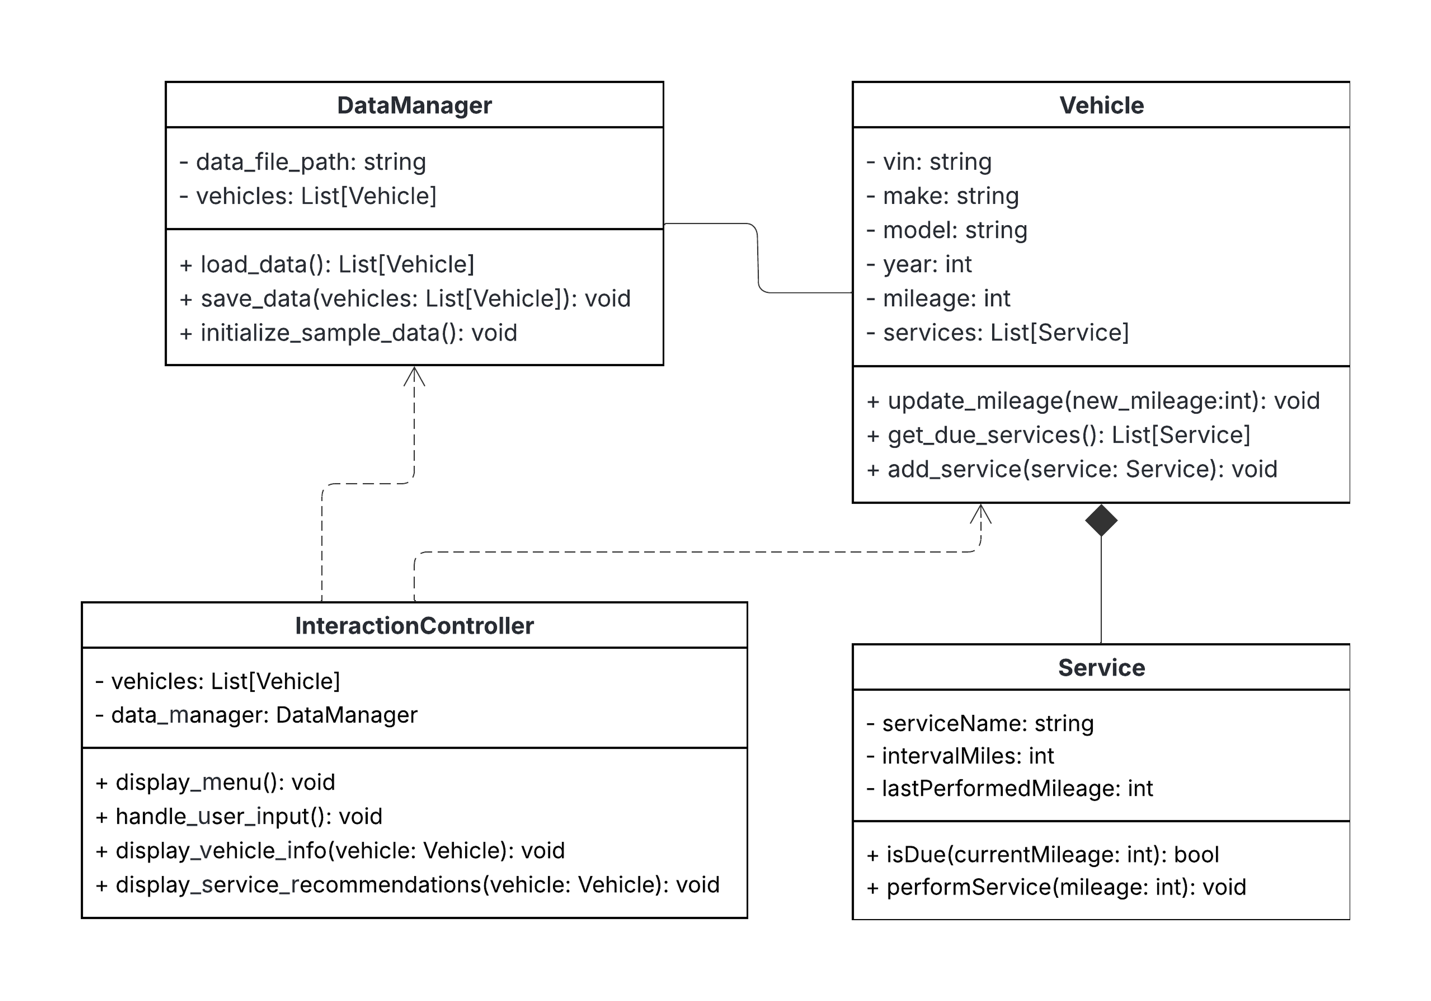 DataManager
- data_file_path: string
- vehicles: List[Vehicle]
+ load_data(): List[Vehicle]
+ save_data(vehicles: List[Vehicle]): void
+ initialize_sample_data(): void
Vehicle
- vin: string
- make: string
- model: string
- year: int
- mileage: int
- services: List[Service]
+ update_mileage(new_mileage:int): void
+ get_due_services(): List[Service]
+ add_service(service: Service): void
InteractionController
- vehicles: List[Vehicle]
- data_manager: DataManager
+ display_menu(): void
+ handle_user_input(): void
+ display_vehicle_info(vehicle: Vehicle): void
+ display_service_recommendations(vehicle: Vehicle): void
Service
- serviceName: string
- intervalMiles: int
- lastPerformedMileage: int
+ isDue(currentMileage: int): bool
+ performService(mileage: int): void